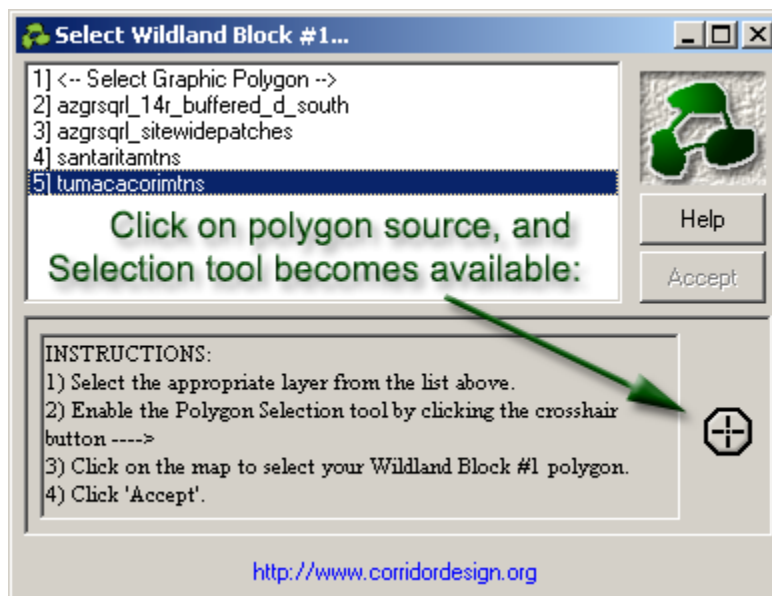 Select Wildland Block #1...
1] <-- Select Graphic Polygon -->
2] azgrsqrl_14r_buffered_d_south
3] azgrsqrl_sitewidepatches
4] santaritamtns
5] tumacacorimtns
Click on polygon source, and
Selection tool becomes available:
Help
Accept
INSTRUCTIONS:
1) Select the appropriate layer from the list above.
2) Enable the Polygon Selection tool by clicking the crosshair
button ---->
3) Click on the map to select your Wildland Block #1 polygon.
4) Click 'Accept'.
http://www.corridordesign.org